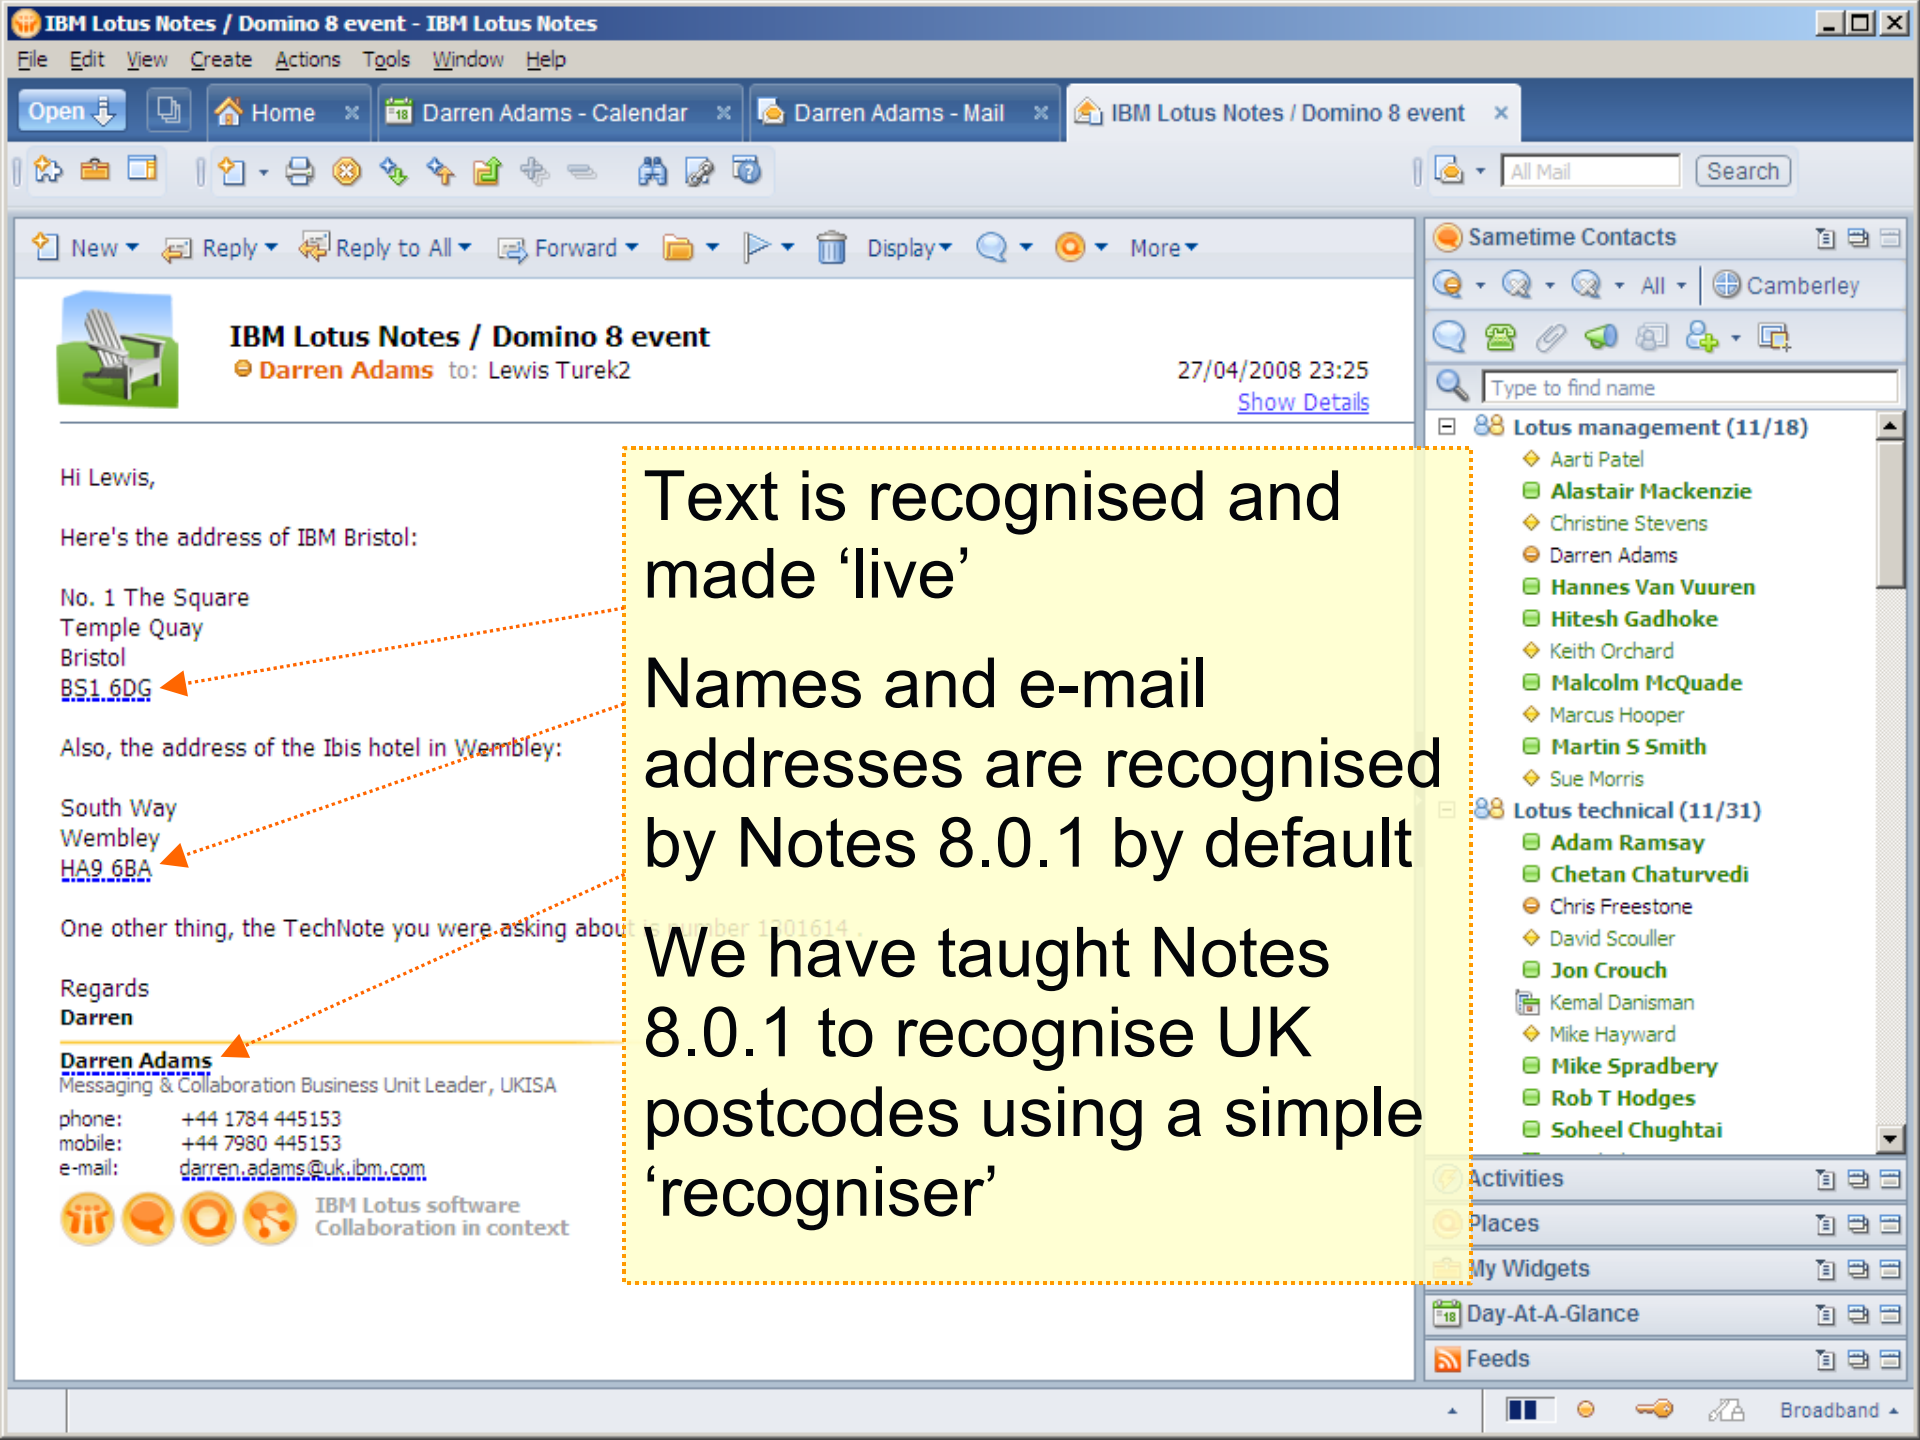 IBM Lotus Notes / Domino 8 event - IBM Lotus Notes
File Edit View Create Actions Tools Window Help
Open Home Darren Adams - Calendar Darren Adams - Mail IBM Lotus Notes / Domino 8 event
18
All Mail Search
New Reply Reply to All Forward Display More
IBM Lotus Notes / Domino 8 event
Darren Adams to: Lewis Turek2
27/04/2008 23:25
Show Details
Hi Lewis,
Here's the address of IBM Bristol:
No. 1 The Square
Temple Quay
Bristol
BS1 6DG
Also, the address of the Ibis hotel in Wembley:
South Way
Wembley
HA9 6BA
One other thing, the TechNote you were asking about is number 1301614 .
Regards
Darren
Darren Adams
Messaging & Collaboration Business Unit Leader, UKISA
phone: +44 1784 445153
mobile: +44 7980 445153
e-mail: darren.adams@uk.ibm.com
IBM Lotus software
Collaboration in context
Text is recognised and
made ‘live’
Names and e-mail
addresses are recognised
by Notes 8.0.1 by default
We have taught Notes
8.0.1 to recognise UK
postcodes using a simple
‘recogniser’
Sametime Contacts
All Camberley
Type to find name
Lotus management (11/18)
Aarti Patel
Alastair Mackenzie
Christine Stevens
Darren Adams
Hannes Van Vuuren
Hitesh Gadhoke
Keith Orchard
Malcolm McQuade
Marcus Hooper
Martin S Smith
Sue Morris
Lotus technical (11/31)
Adam Ramsay
Chetan Chaturvedi
Chris Freestone
David Scouller
Jon Crouch
Kemal Danisman
Mike Hayward
Mike Spradbery
Rob T Hodges
Soheel Chughtai
Activities
Places
My Widgets
18 Day-At-A-Glance
Feeds
Broadband